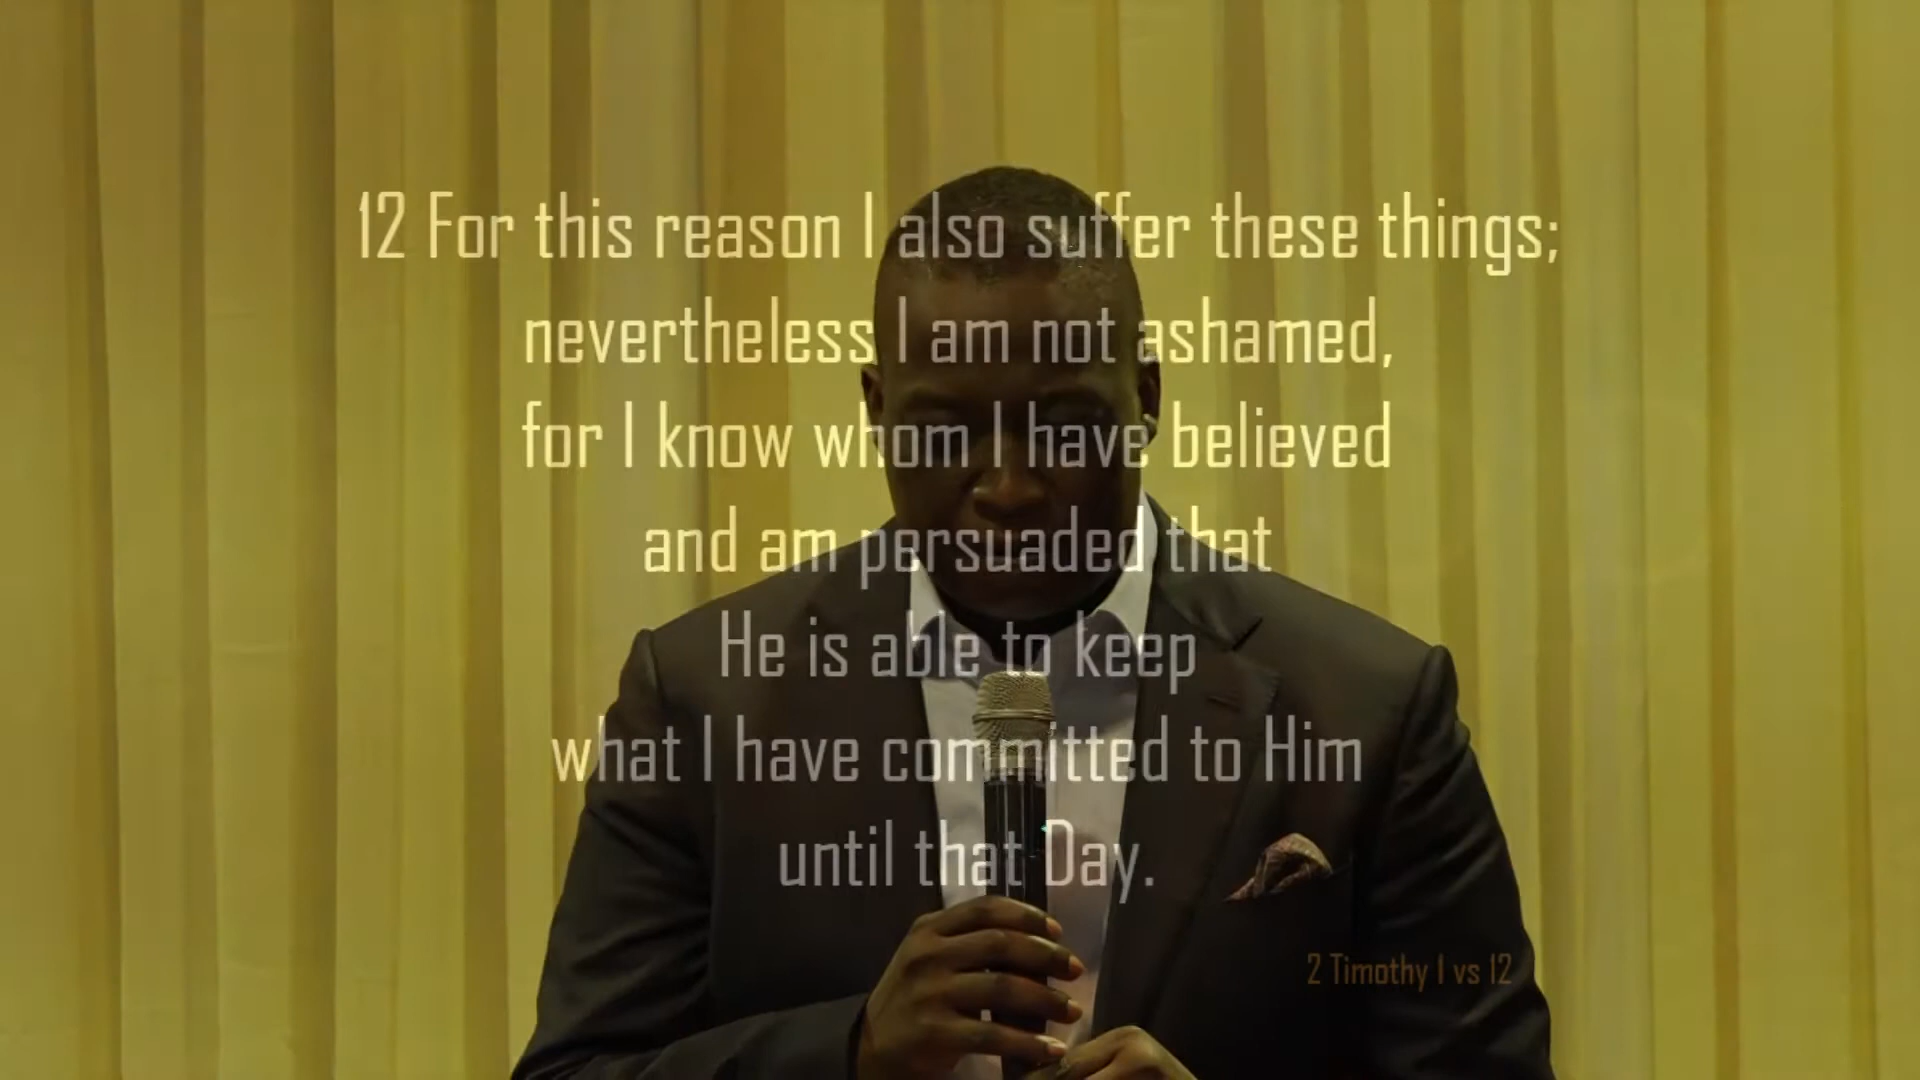 12 For this reason I also suffer these things;
nevertheless I am not ashamed,
for I know whom I have believed
and am persuaded that
He is able to keep
what I have committed to Him
until that Day.
2 Timothy 1 vs 12